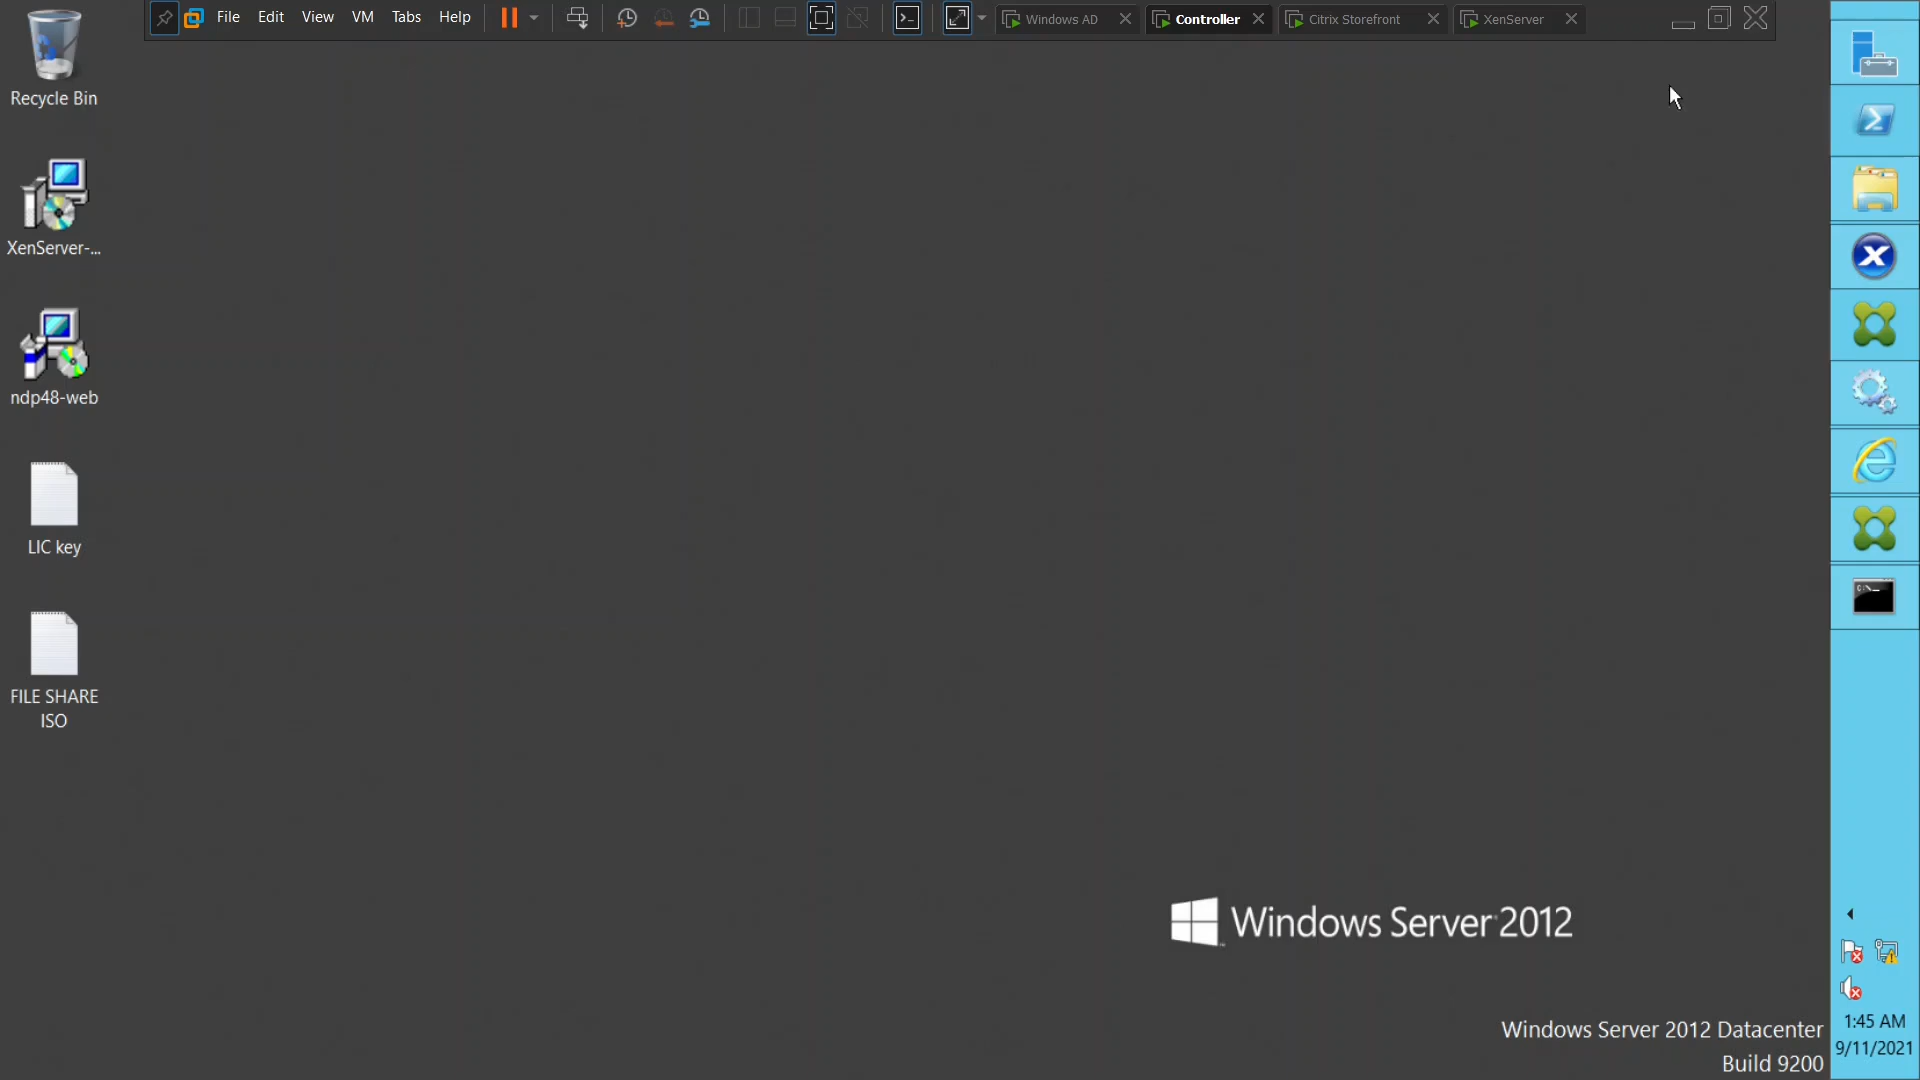 File Edit View VM Tabs Help
Windows AD
Controller
Citrix Storefront
XenServer
Recycle Bin
XenServer-...
ndp48-web
LIC key
FILE SHARE
ISO
Windows Server 2012
Windows Server 2012 Datacenter
Build 9200
1:45 AM
9/11/2021